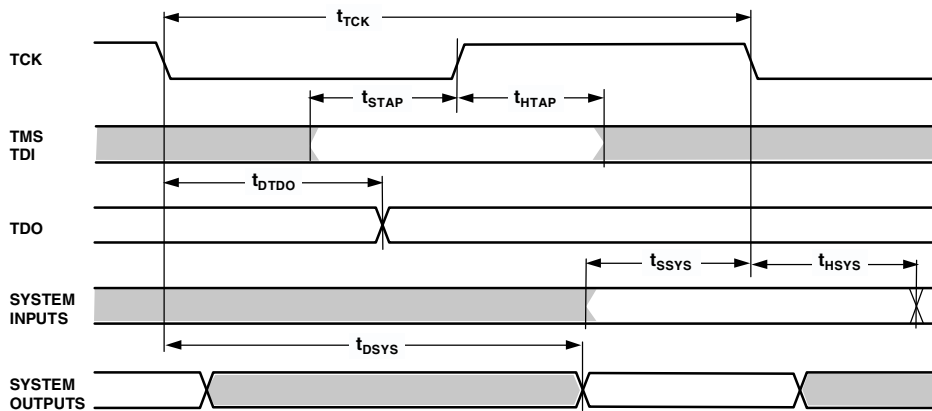 tTCK
TCK
tSTAP
tHTAP
TMS
TDI
tDTDO
TDO
tSSYS
tHSYS
SYSTEM
INPUTS
tDSYS
SYSTEM
OUTPUTS